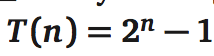 T(n) = 2ⁿ − 1